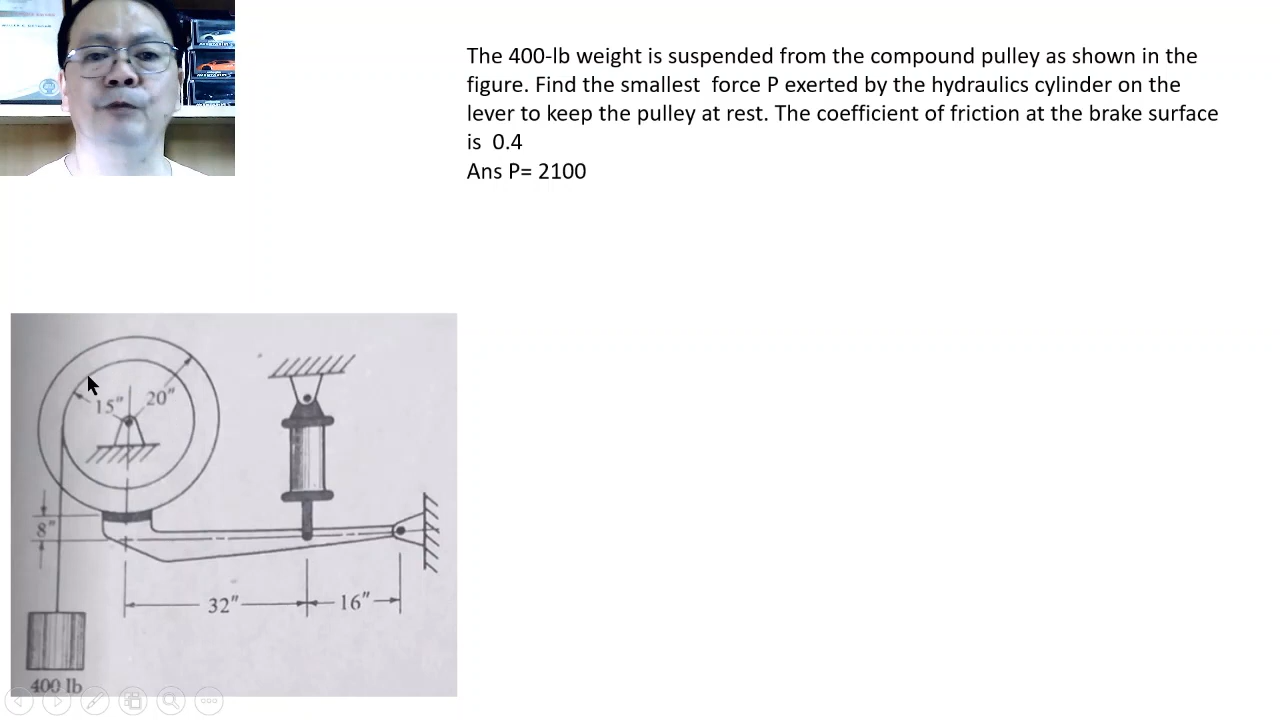 The 400-lb weight is suspended from the compound pulley as shown in the
figure. Find the smallest  force P exerted by the hydraulics cylinder on the
lever to keep the pulley at rest. The coefficient of friction at the brake surface
is  0.4
Ans P= 2100
15" 20"
8"
32" 16"
400 lb